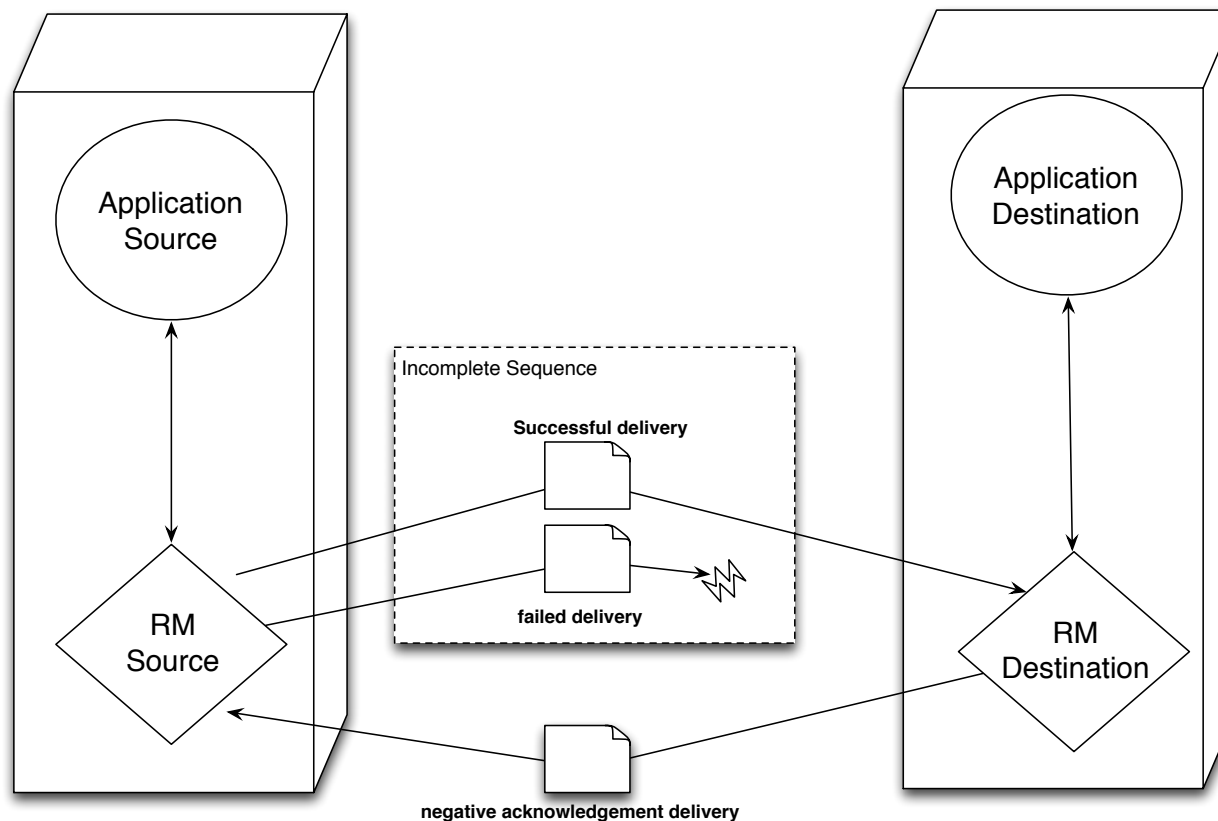 Application
Source
Application
Destination
Incomplete Sequence
Successful delivery
failed delivery
RM
Source
RM
Destination
negative acknowledgement delivery